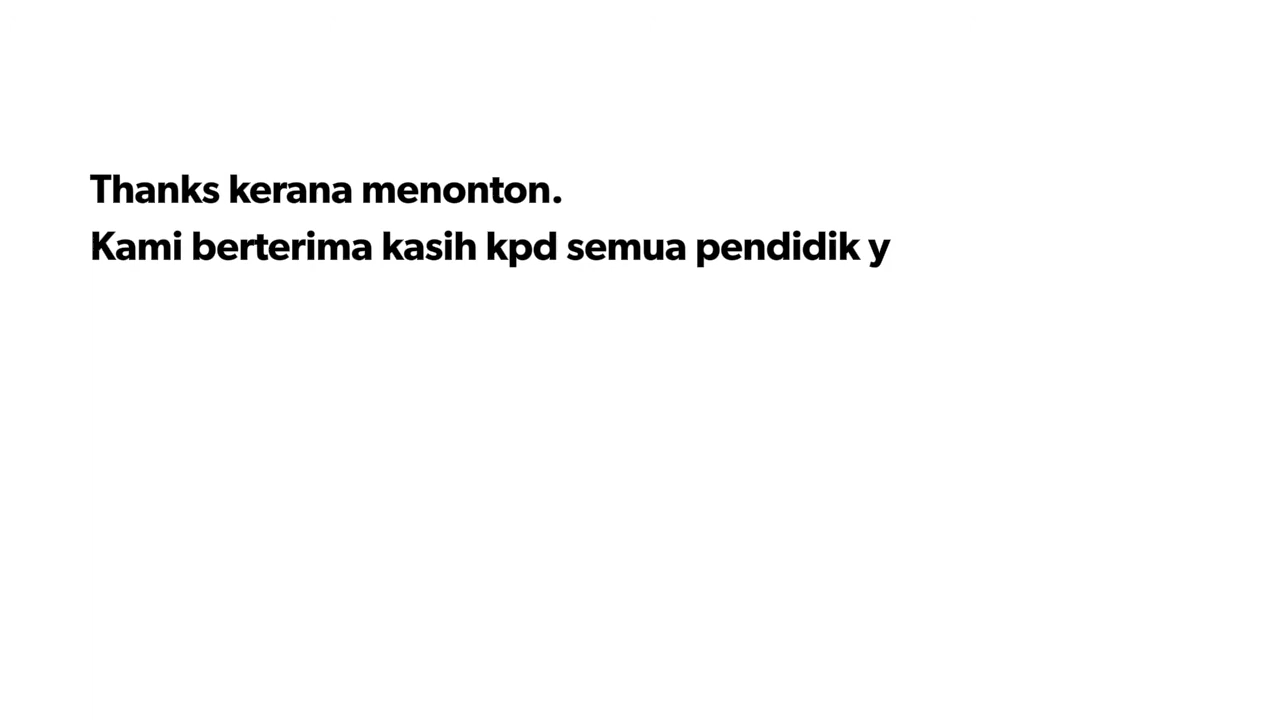 Thanks kerana menonton.
Kami berterima kasih kpd semua pendidik y